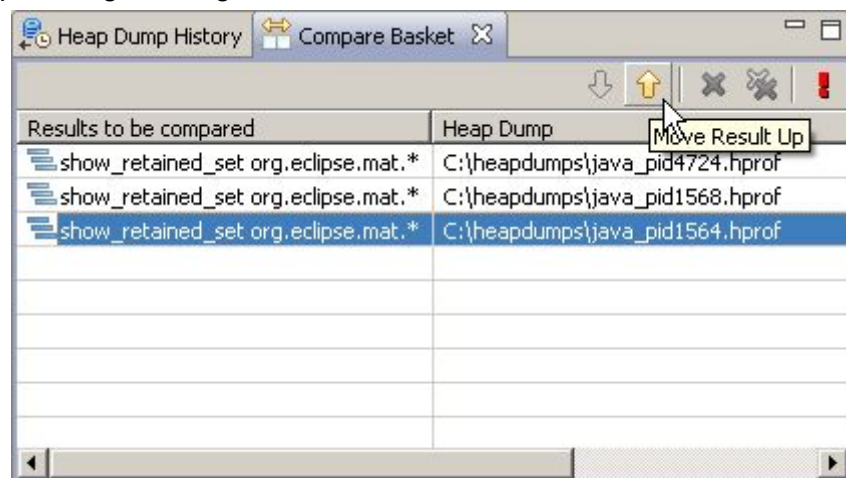 Heap Dump History Compare Basket
Move Result Up
Results to be compared Heap Dump
show_retained_set org.eclipse.mat.* C:\heapdumps\java_pid4724.hprof
show_retained_set org.eclipse.mat.* C:\heapdumps\java_pid1568.hprof
show_retained_set org.eclipse.mat.* C:\heapdumps\java_pid1564.hprof